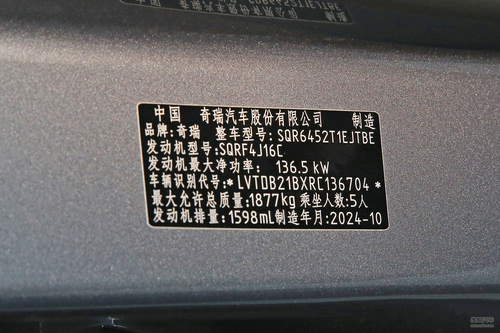 中国 奇瑞汽车股份有限公司 制造
品牌:奇瑞 整车型号:SQR6452T1EJTBE
发动机型号:SQRF4J16C
发动机最大净功率: 136.5 kW
车辆识别代号:*LVTDB21BXRC136704*
最大允许总质量:1877kg 乘坐人数:5人
发动机排量:1598mL制造年月:2024-10